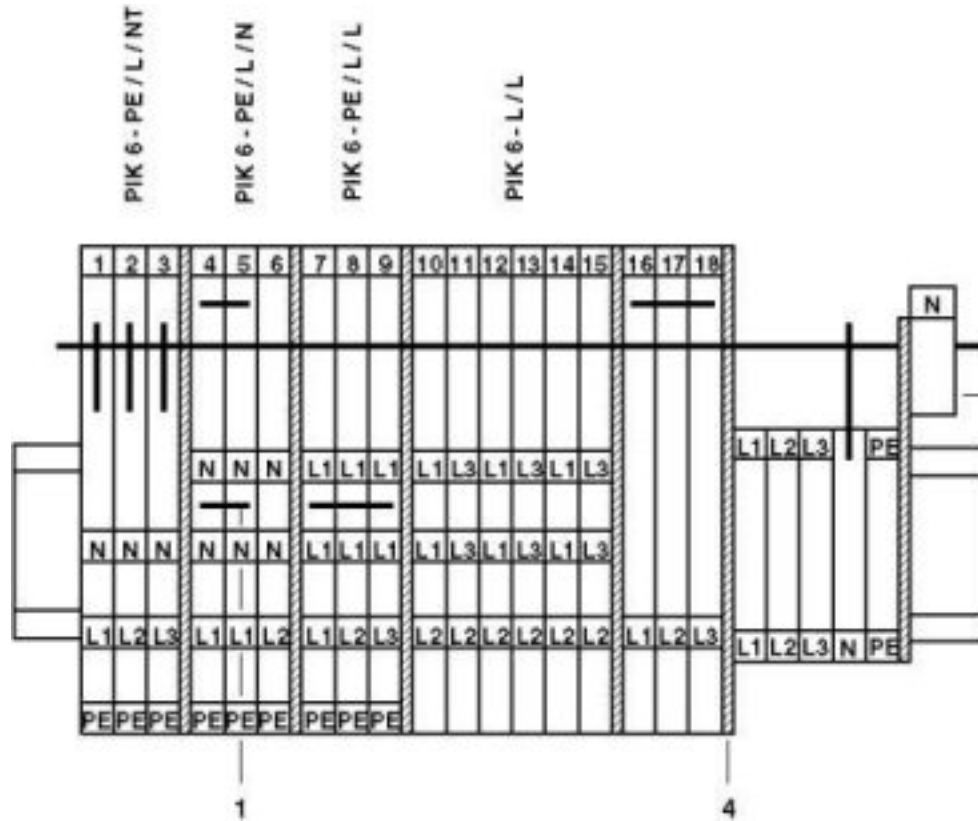 PIK 6 - PE / L / NT
PIK 6 - PE / L / N
PIK 6 - PE / L / L
PIK 6 - L / L
1 2 3 4 5 6 7 8 9 10 11 12 13 14 15 16 17 18
N
L1 L2 L3 PE
N N N L1 L1 L1 L1 L3 L1 L3 L1 L3
N N N N N N L1 L1 L1 L1 L3 L1 L3 L1 L3
L1 L2 L3 L1 L1 L2 L1 L2 L3 L2 L2 L2 L2 L2 L2 L1 L2 L3
L1 L2 L3 N PE
PE PE PE PE PE PE PE PE PE
1 4